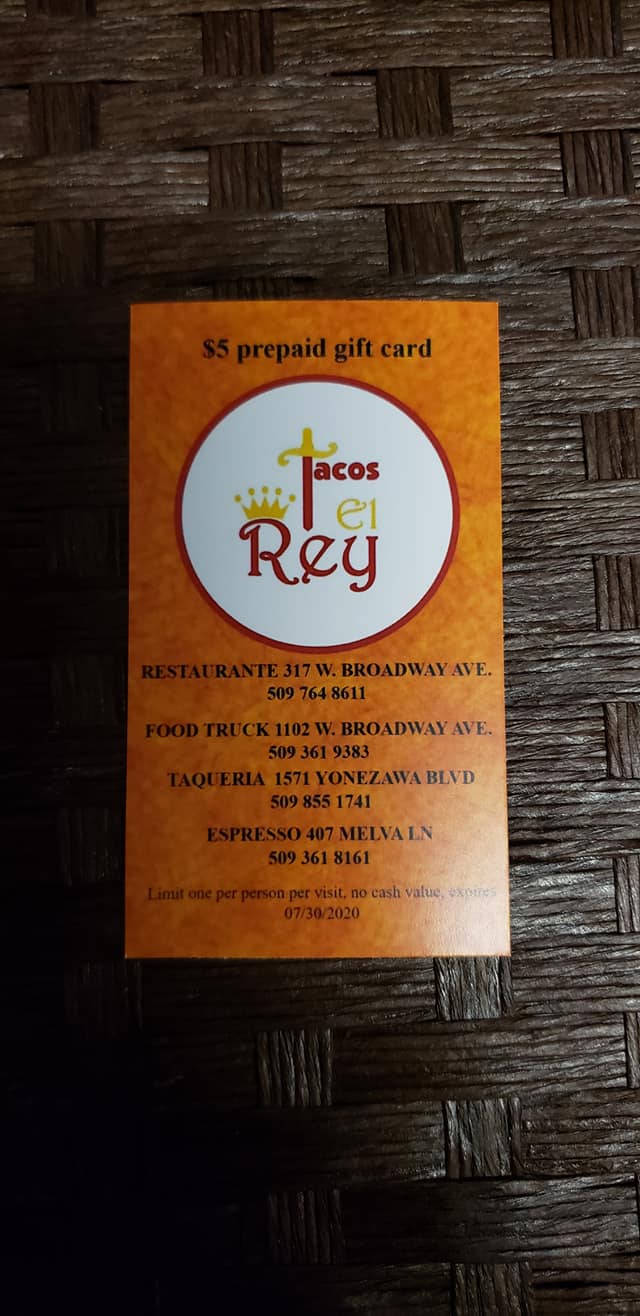 $5 prepaid gift card
Tacos
El
Rey
RESTAURANTE 317 W. BROADWAY AVE.
509 764 8611
FOOD TRUCK 1102 W. BROADWAY AVE.
509 361 9383
TAQUERIA 1571 YONEZAWA BLVD
509 855 1741
ESPRESSO 407 MELVA LN
509 361 8161
Limit one per person per visit, no cash value, expires
07/30/2020